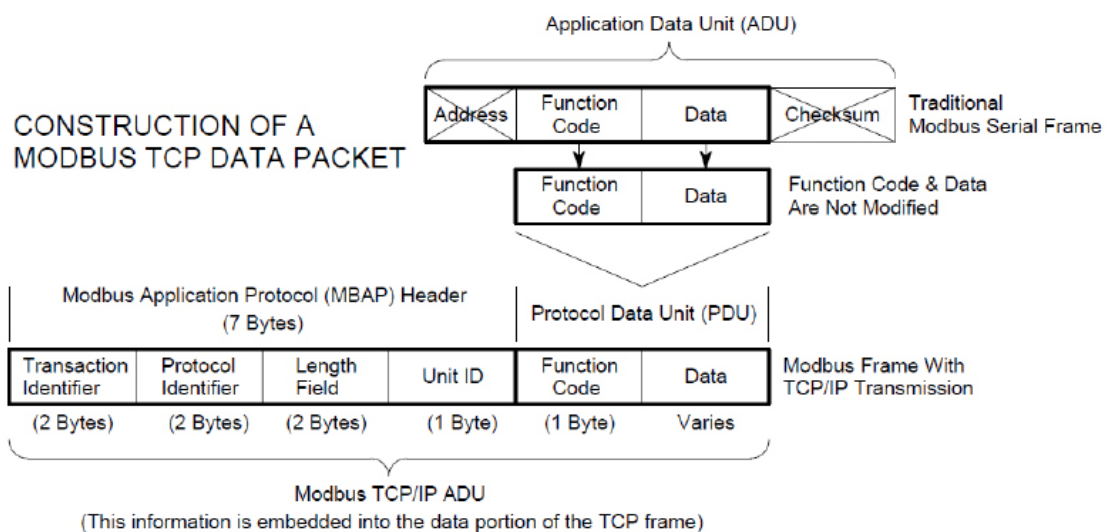 Application Data Unit (ADU)
CONSTRUCTION OF A
MODBUS TCP DATA PACKET
Address
Function
Code
Data
Checksum
Traditional
Modbus Serial Frame
Function
Code
Data
Function Code & Data
Are Not Modified
Modbus Application Protocol (MBAP) Header
(7 Bytes)
Protocol Data Unit (PDU)
Transaction
Identifier
Protocol
Identifier
Length
Field
Unit ID
Function
Code
Data
Modbus Frame With
TCP/IP Transmission
(2 Bytes)
(2 Bytes)
(2 Bytes)
(1 Byte)
(1 Byte)
Varies
Modbus TCP/IP ADU
(This information is embedded into the data portion of the TCP frame)